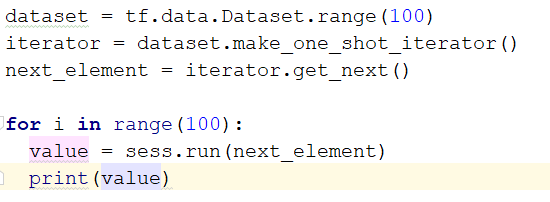 dataset = tf.data.Dataset.range(100)
iterator = dataset.make_one_shot_iterator()
next_element = iterator.get_next()
for i in range(100):
  value = sess.run(next_element)
  print(value)